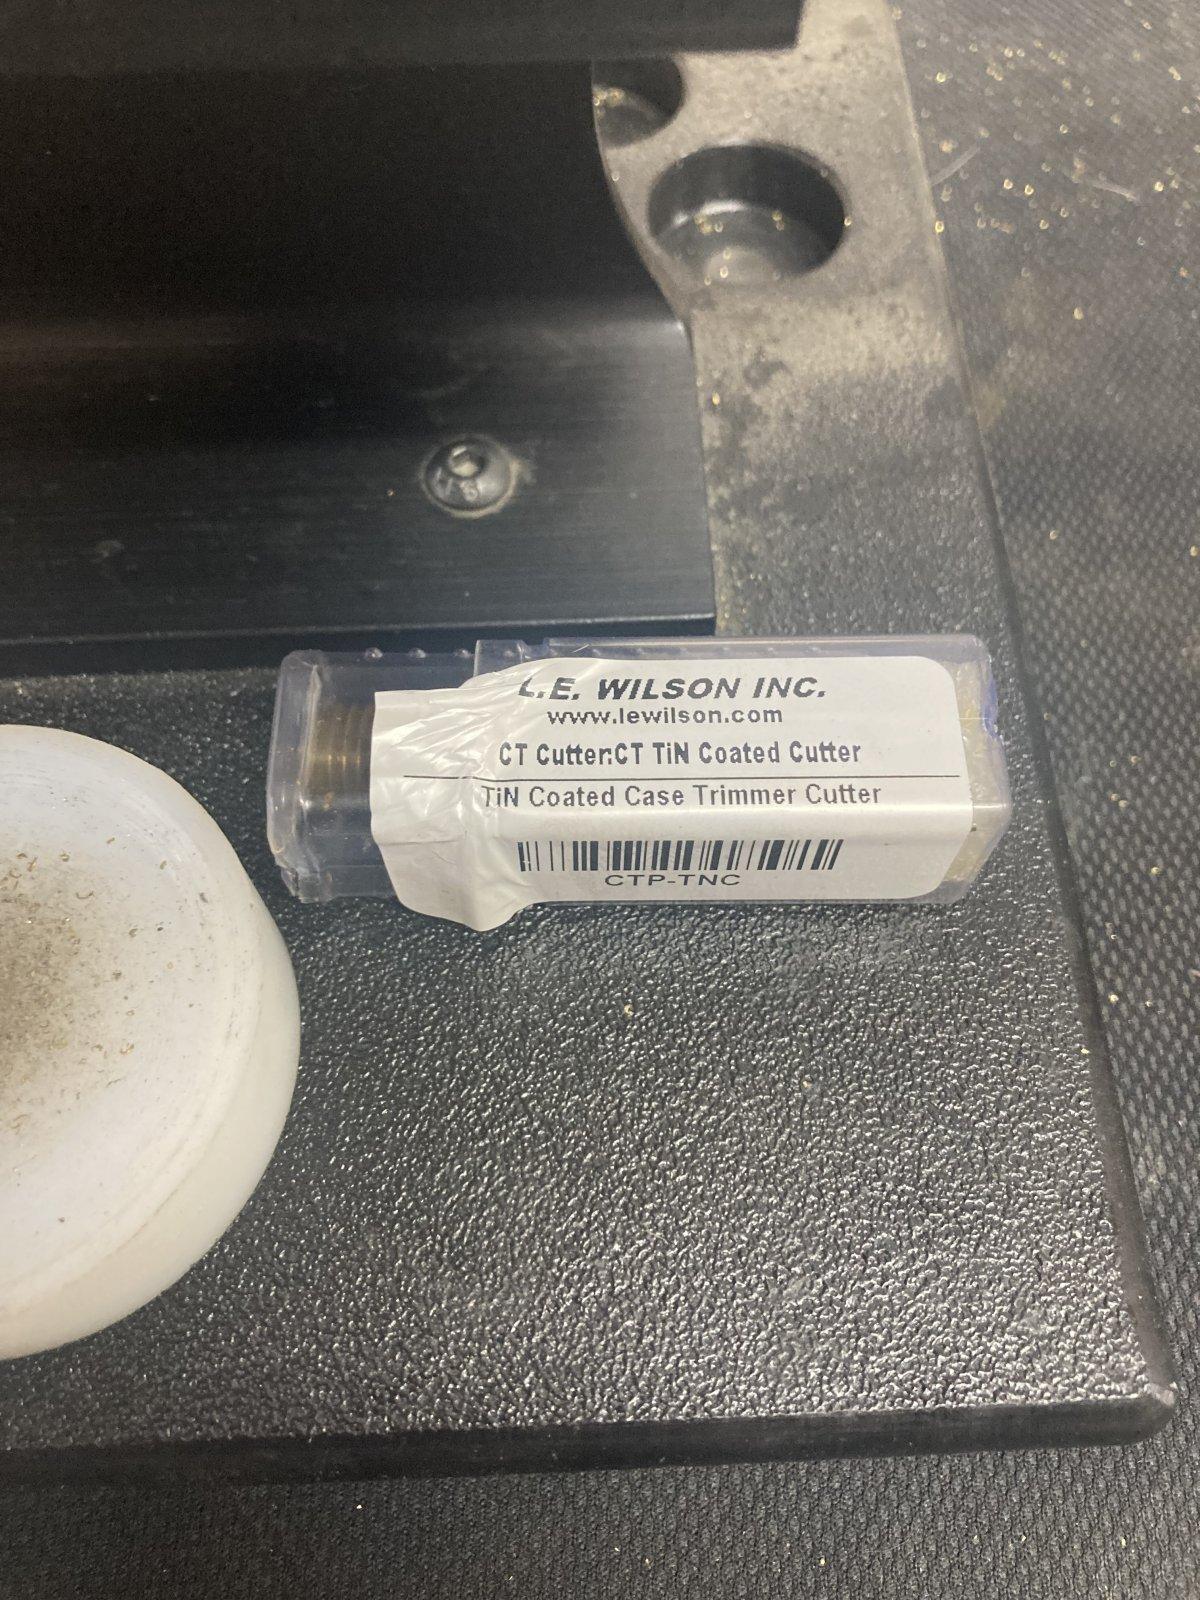 L.E. WILSON INC.
www.lewilson.com
CT Cutter:CT TiN Coated Cutter
TiN Coated Case Trimmer Cutter
CTP-TNC